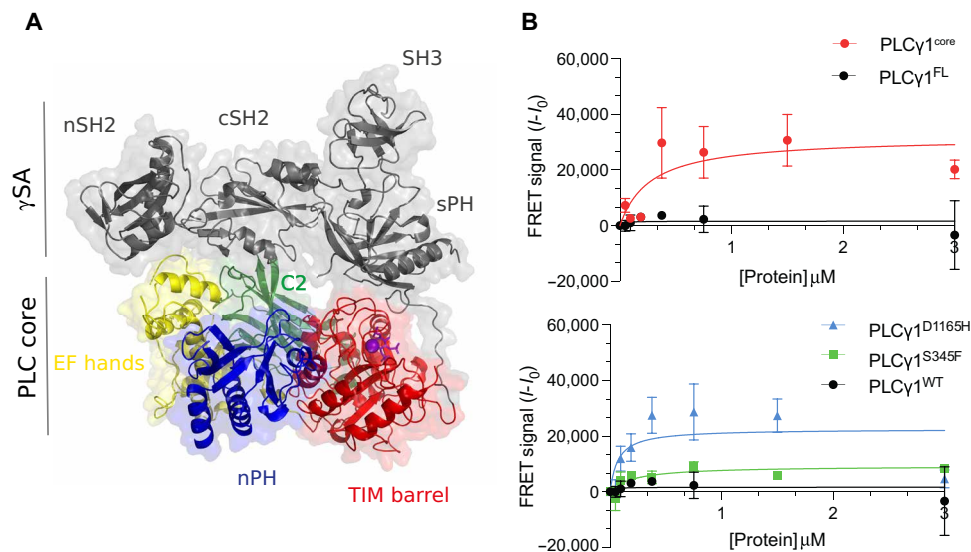 A
SH3
nSH2
cSH2
sPH
γSA
C2
PLC core
EF hands
nPH
TIM barrel
B
PLCγ1core
PLCγ1FL
60,000
40,000
20,000
0
−20,000
FRET signal (I-I0)
1
2
3
[Protein] μM
PLCγ1D1165H
PLCγ1S345F
PLCγ1WT
60,000
40,000
20,000
0
−20,000
FRET signal (I-I0)
1
2
3
[Protein] μM